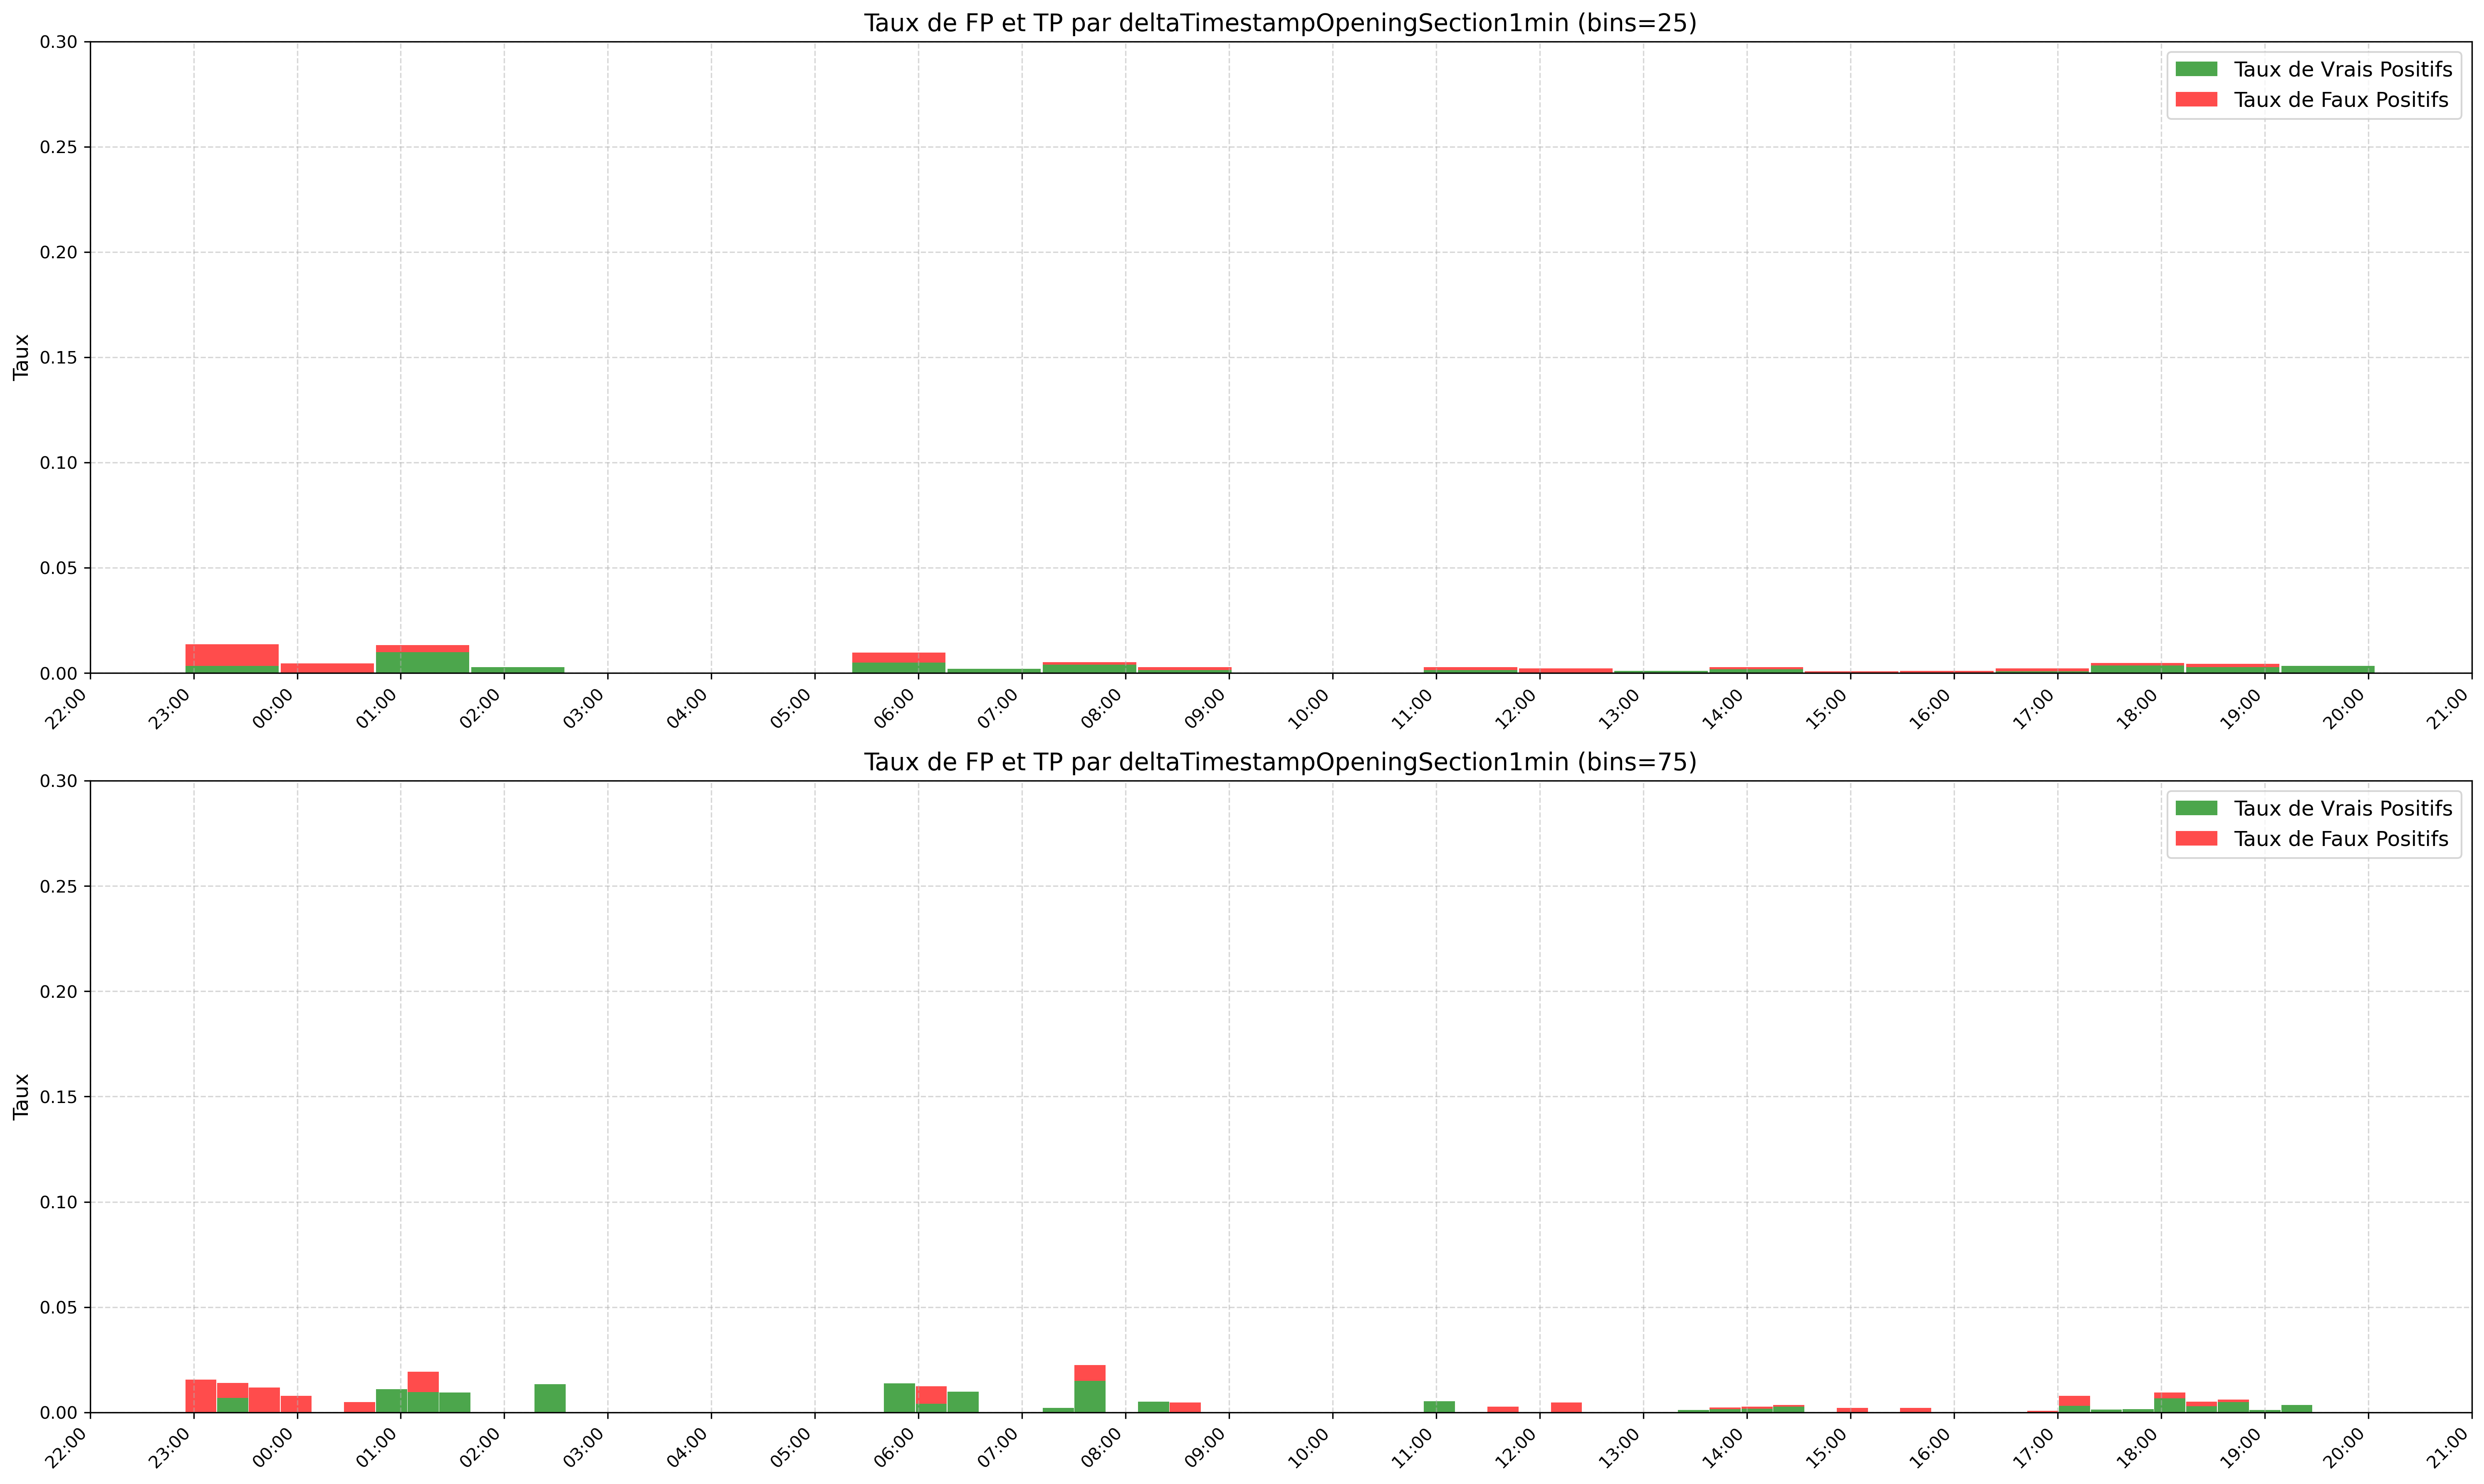 Taux de FP et TP par deltaTimestampOpeningSection1min (bins=25)
Taux de Vrais Positifs
Taux de Faux Positifs
Taux
0.30
0.25
0.20
0.15
0.10
0.05
0.00
22:00 23:00 00:00 01:00 02:00 03:00 04:00 05:00 06:00 07:00 08:00 09:00 10:00 11:00 12:00 13:00 14:00 15:00 16:00 17:00 18:00 19:00 20:00 21:00
Taux de FP et TP par deltaTimestampOpeningSection1min (bins=75)
Taux de Vrais Positifs
Taux de Faux Positifs
Taux
0.30
0.25
0.20
0.15
0.10
0.05
0.00
22:00 23:00 00:00 01:00 02:00 03:00 04:00 05:00 06:00 07:00 08:00 09:00 10:00 11:00 12:00 13:00 14:00 15:00 16:00 17:00 18:00 19:00 20:00 21:00